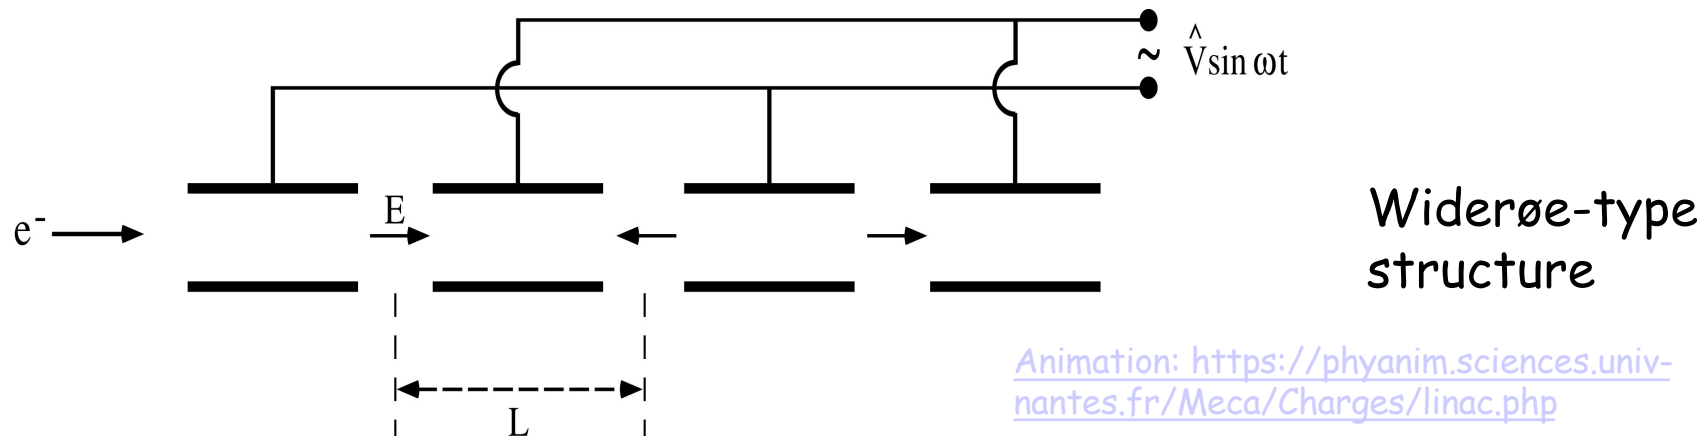 ~ V̂sin ωt
e⁻
E
Widerøe-type
structure
Animation: https://phyanim.sciences.univ-
nantes.fr/Meca/Charges/linac.php
L